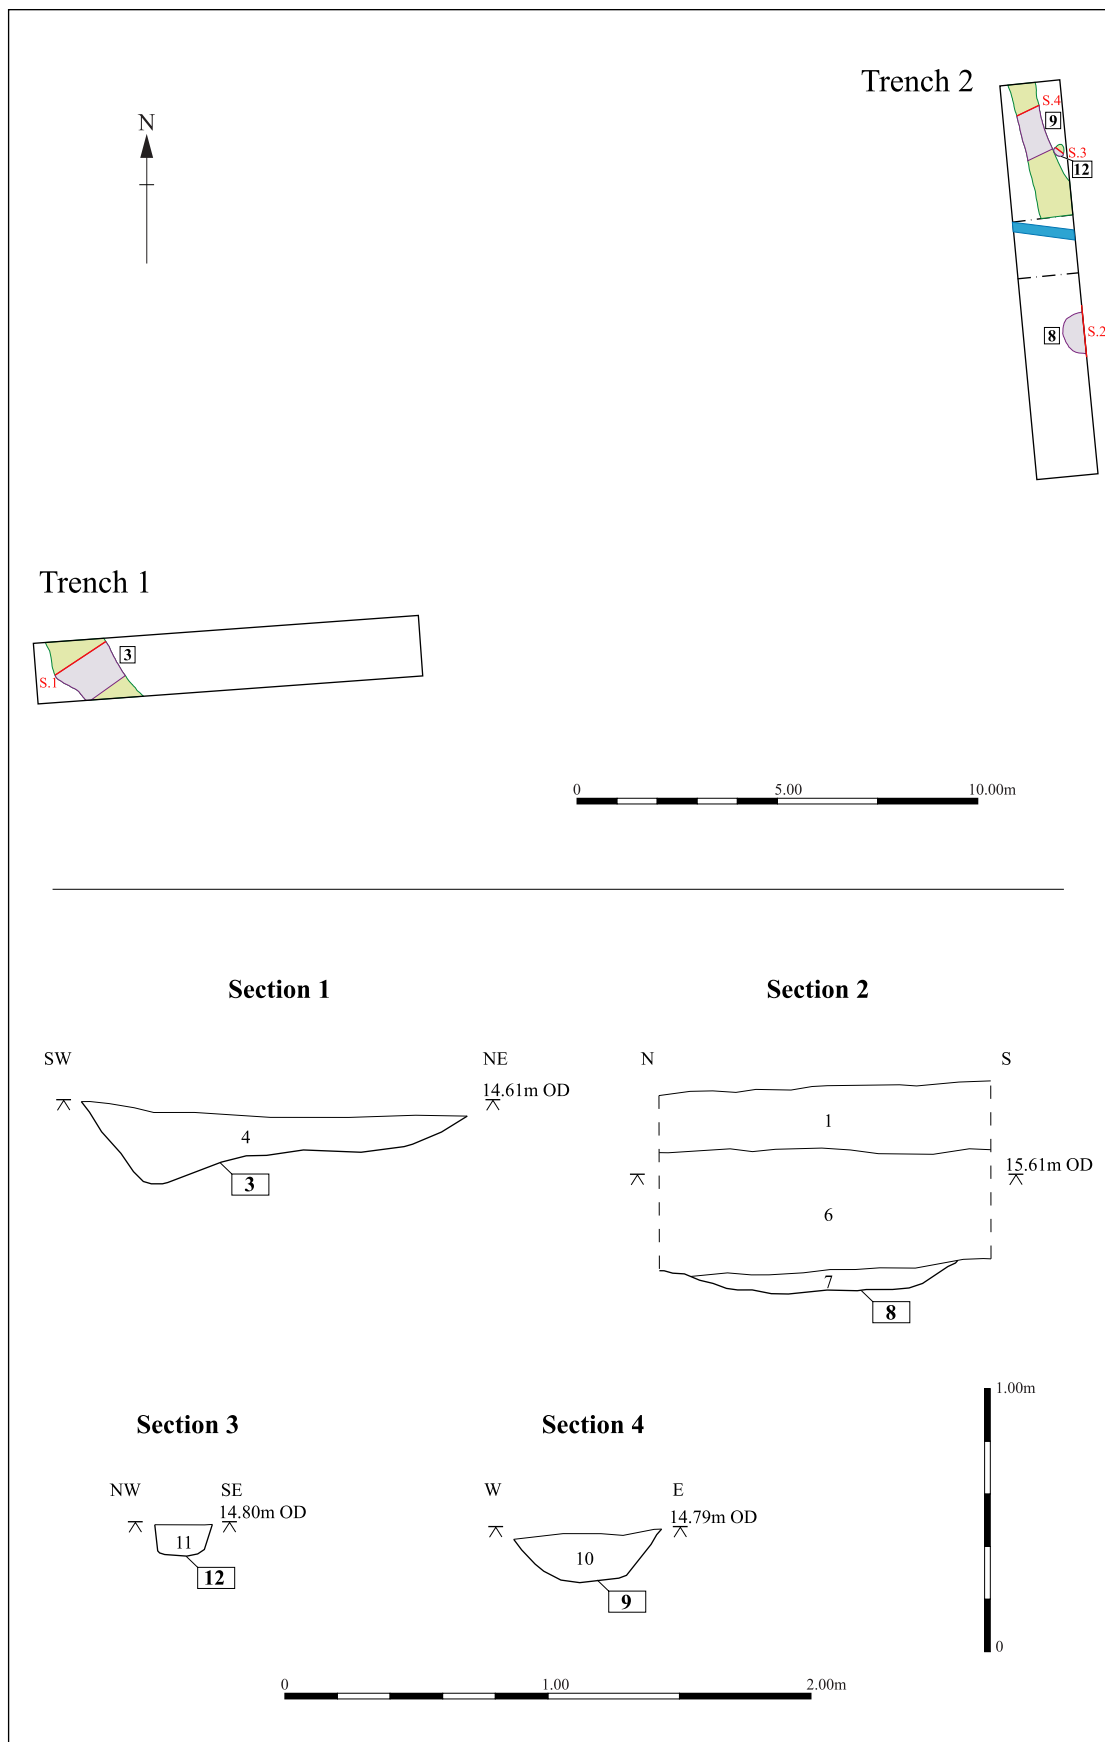 Trench 2
N
S.4
9
S.3
12
8
S.2
Trench 1
3
S.1
0 5.00 10.00m
Section 1
SW NE
14.61m OD
4
3
Section 2
N S
1
15.61m OD
6
7
8
1.00m
0
Section 3
NW SE
14.80m OD
11
12
Section 4
W E
14.79m OD
10
9
0 1.00 2.00m